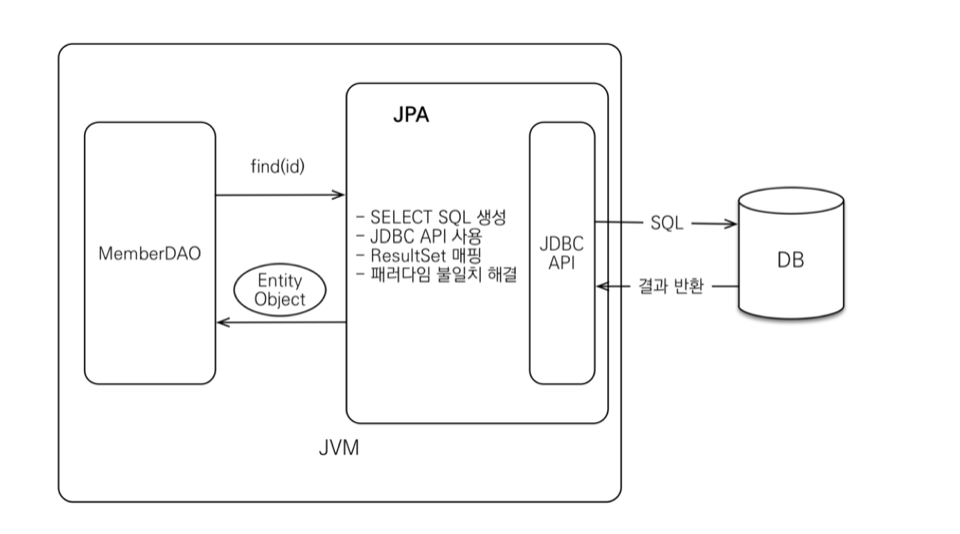 JPA
find(id)
MemberDAO
Entity
Object
- SELECT SQL 생성
- JDBC API 사용
- ResultSet 매핑
- 패러다임 불일치 해결
JDBC
API
SQL
결과 반환
DB
JVM